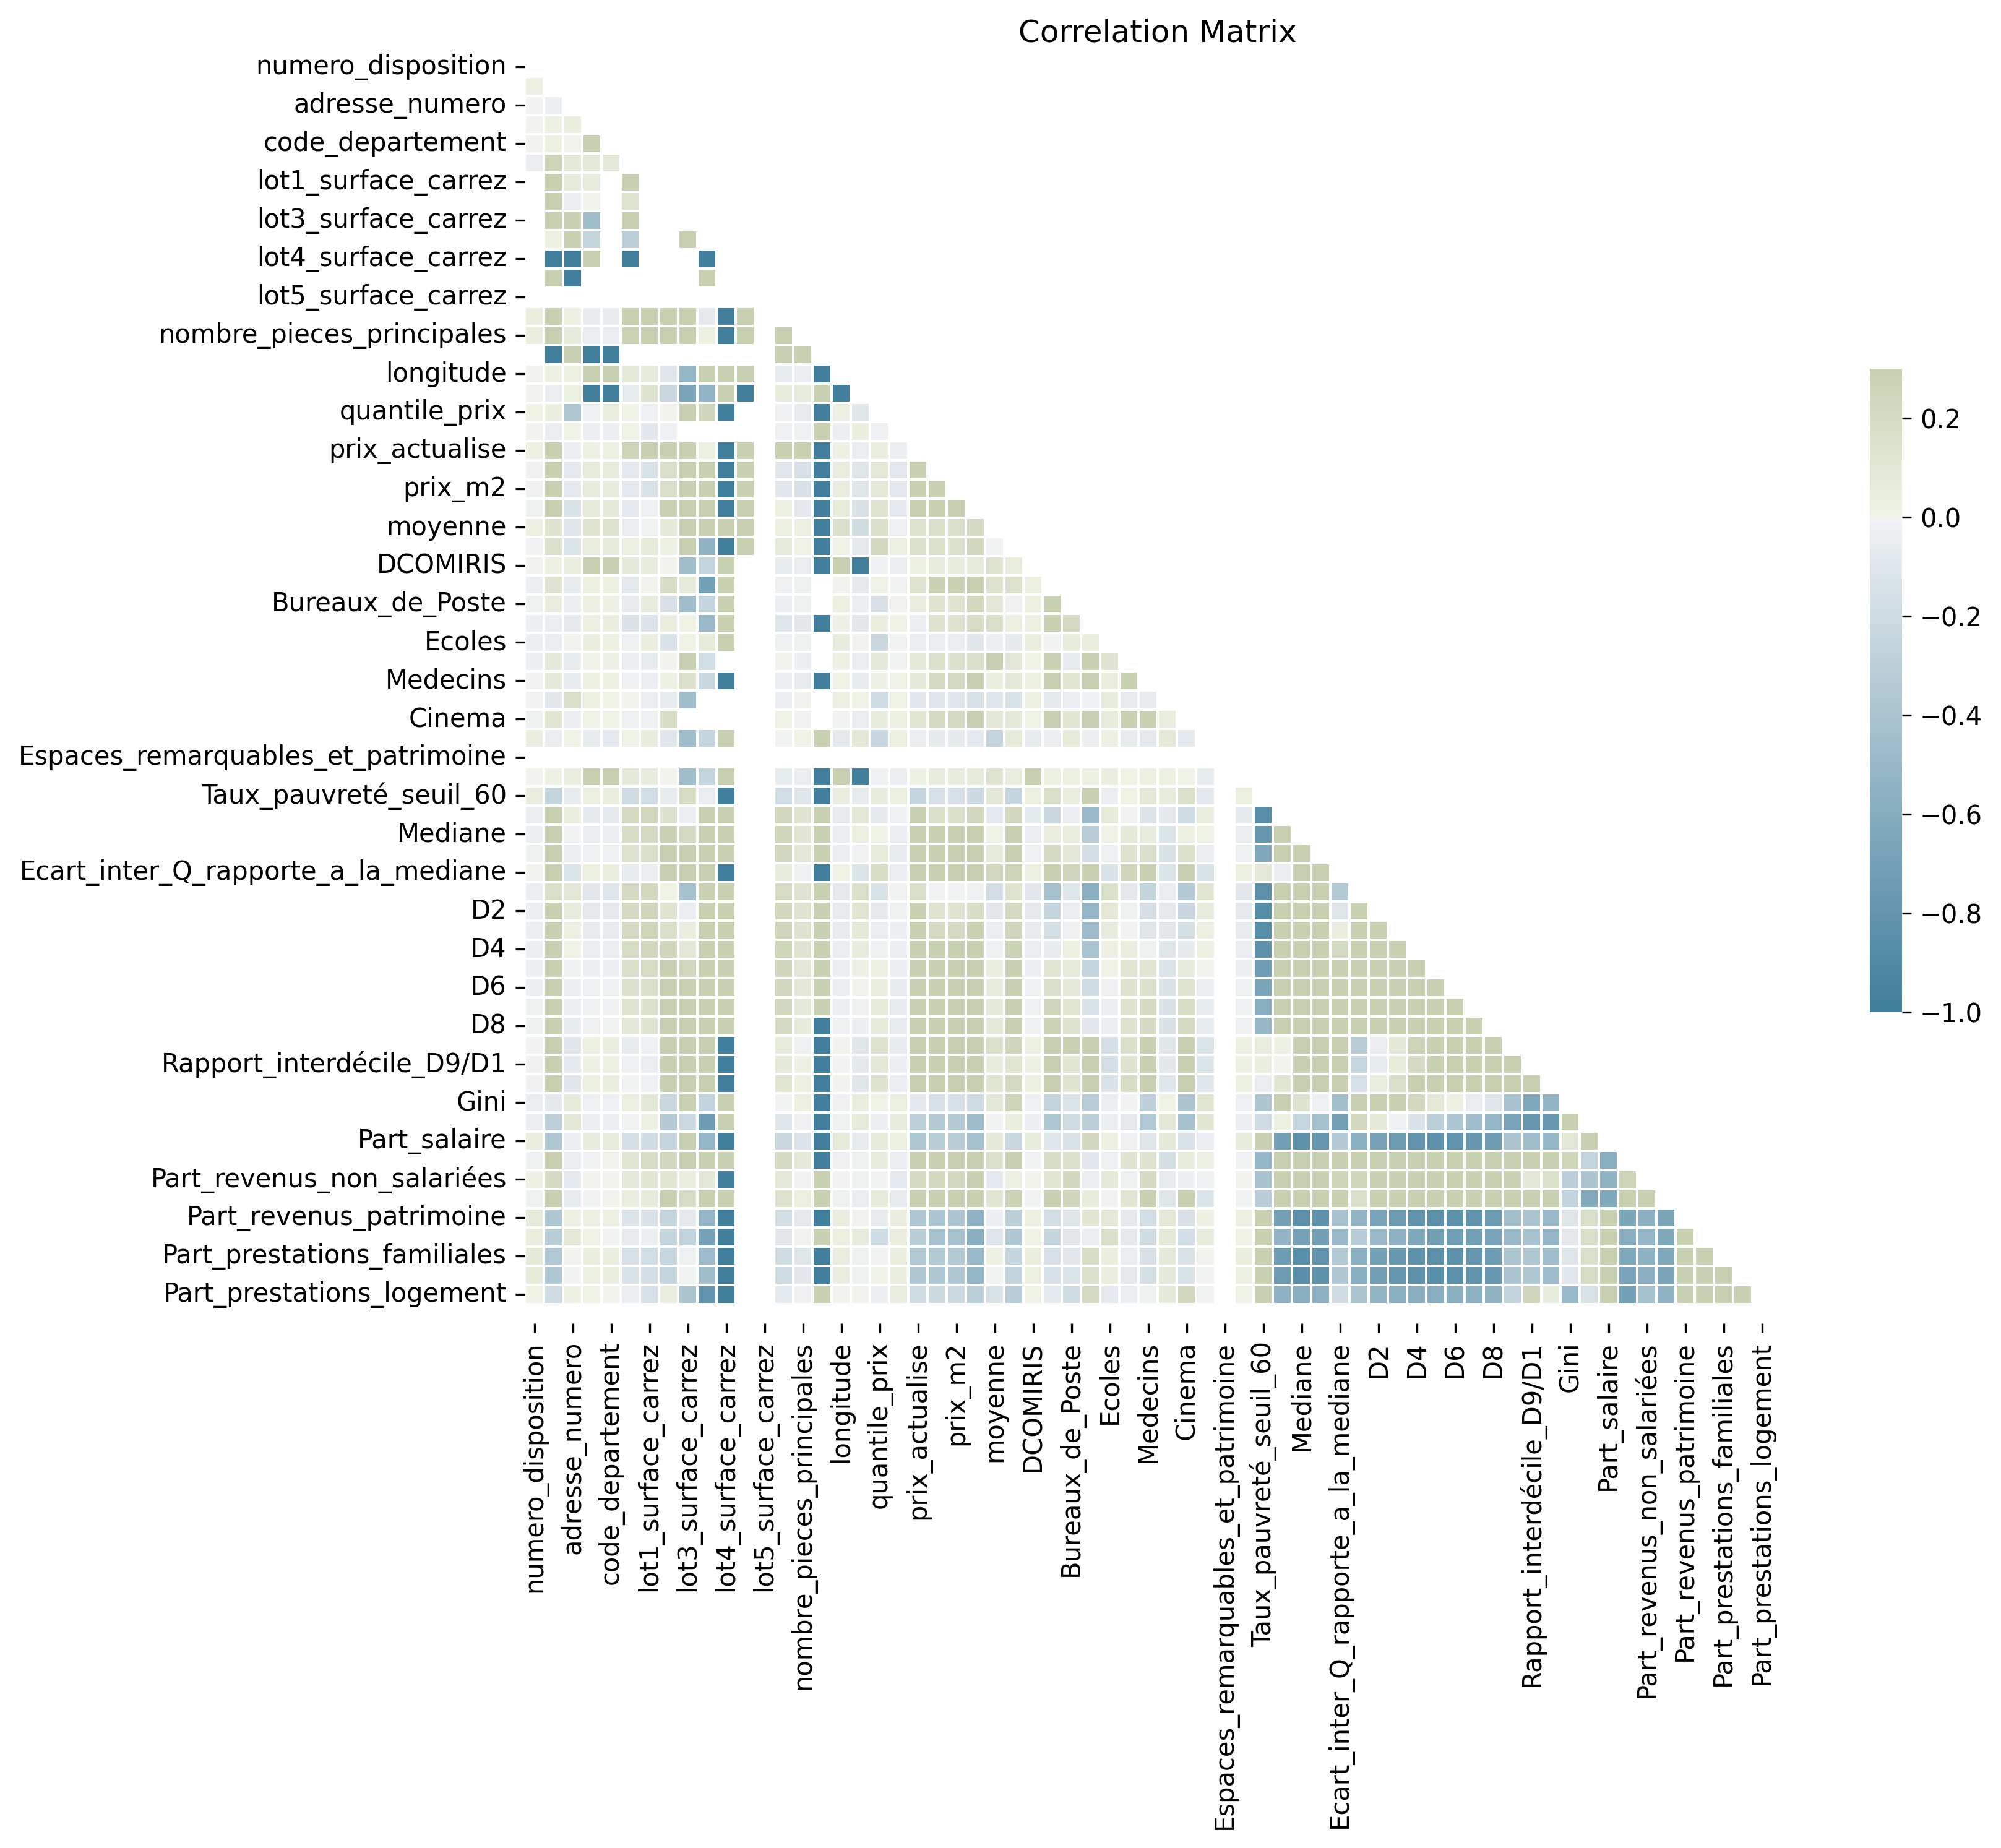 Correlation Matrix
numero_disposition
adresse_numero
code_departement
lot1_surface_carrez
lot3_surface_carrez
lot4_surface_carrez
lot5_surface_carrez
nombre_pieces_principales
longitude
quantile_prix
prix_actualise
prix_m2
moyenne
DCOMIRIS
Bureaux_de_Poste
Ecoles
Medecins
Cinema
Espaces_remarquables_et_patrimoine
Taux_pauvreté_seuil_60
Mediane
Ecart_inter_Q_rapporte_a_la_mediane
D2
D4
D6
D8
Rapport_interdécile_D9/D1
Gini
Part_salaire
Part_revenus_non_salariées
Part_revenus_patrimoine
Part_prestations_familiales
Part_prestations_logement
numero_disposition
adresse_numero
code_departement
lot1_surface_carrez
lot3_surface_carrez
lot4_surface_carrez
lot5_surface_carrez
nombre_pieces_principales
longitude
quantile_prix
prix_actualise
prix_m2
moyenne
DCOMIRIS
Bureaux_de_Poste
Ecoles
Medecins
Cinema
Espaces_remarquables_et_patrimoine
Taux_pauvreté_seuil_60
Mediane
Ecart_inter_Q_rapporte_a_la_mediane
D2
D4
D6
D8
Rapport_interdécile_D9/D1
Gini
Part_salaire
Part_revenus_non_salariées
Part_revenus_patrimoine
Part_prestations_familiales
Part_prestations_logement
0.2
0.0
−0.2
−0.4
−0.6
−0.8
−1.0